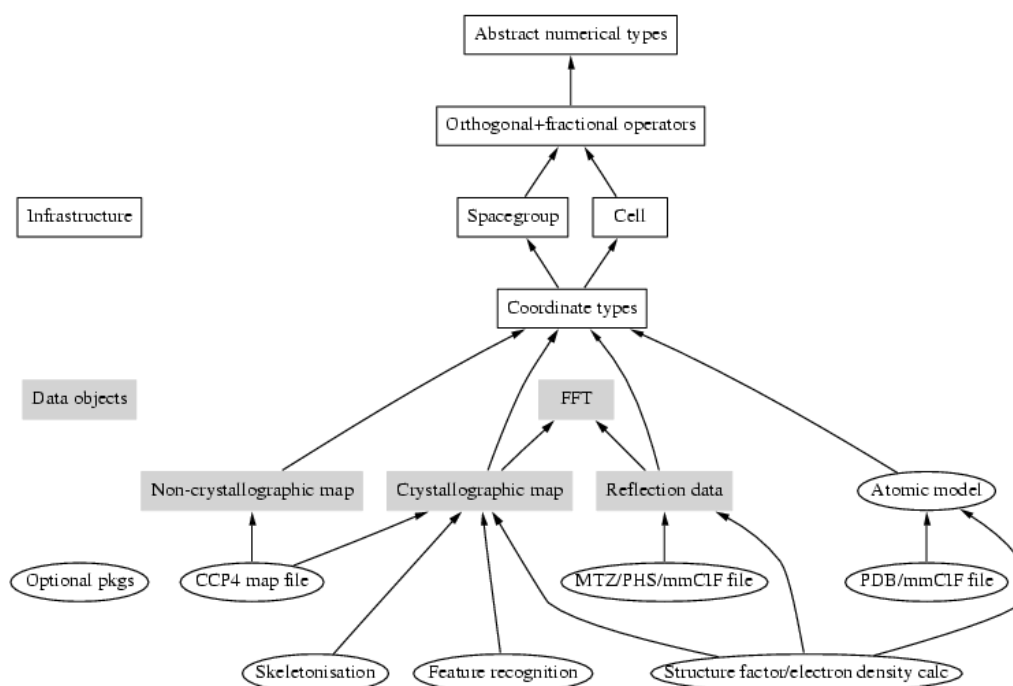 Abstract numerical types
Orthogonal+fractional operators
Infrastructure
Spacegroup
Cell
Coordinate types
Data objects
FFT
Non-crystallographic map
Crystallographic map
Reflection data
Atomic model
Optional pkgs
CCP4 map file
MTZ/PHS/mmCIF file
PDB/mmCIF file
Skeletonisation
Feature recognition
Structure factor/electron density calc